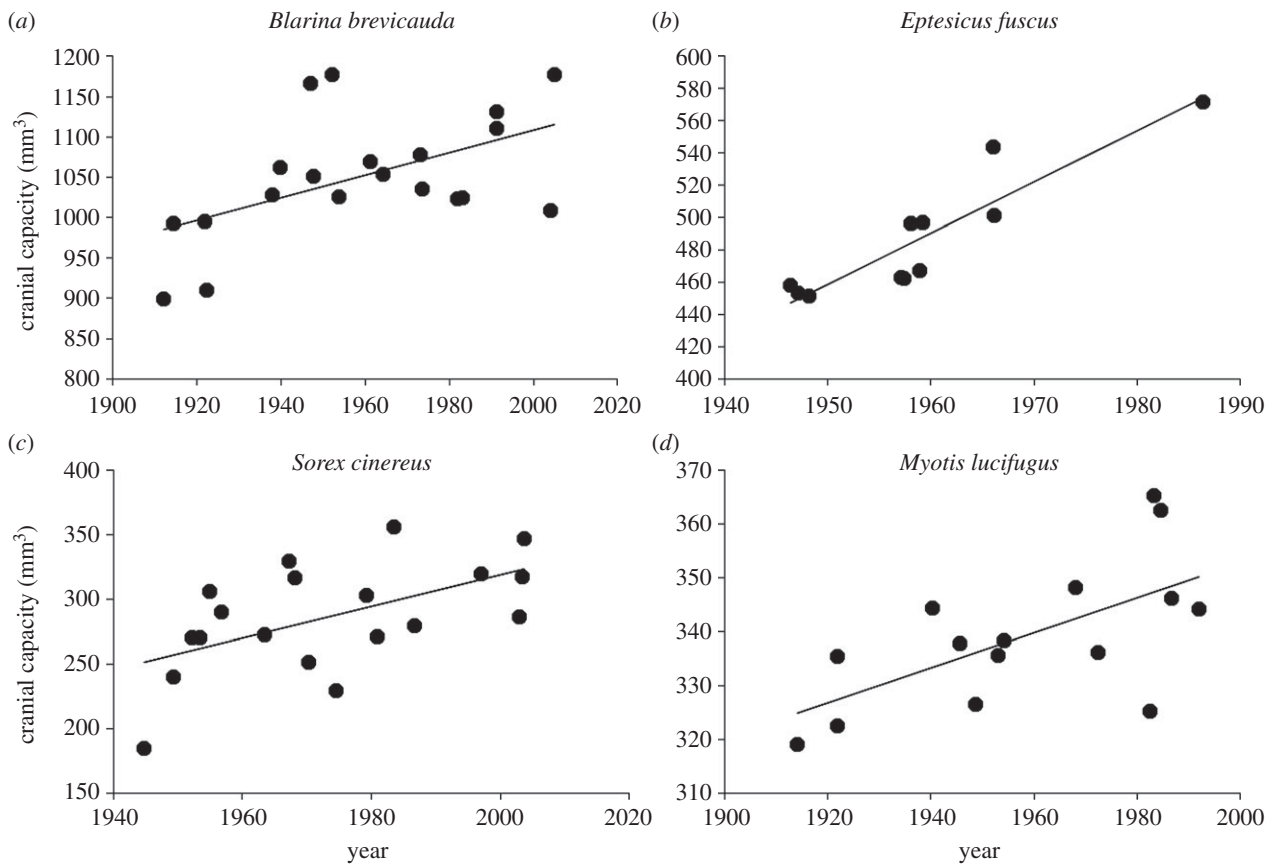 (a) Blarina brevicauda
1200
1150
1100
1050
1000
950
900
850
800
cranial capacity (mm³)
1900 1920 1940 1960 1980 2000 2020
(b) Eptesicus fuscus
600
580
560
540
520
500
480
460
440
420
400
1940 1950 1960 1970 1980 1990
(c) Sorex cinereus
400
350
300
250
200
150
cranial capacity (mm³)
1940 1960 1980 2000 2020
year
(d) Myotis lucifugus
370
360
350
340
330
320
310
1900 1920 1940 1960 1980 2000
year